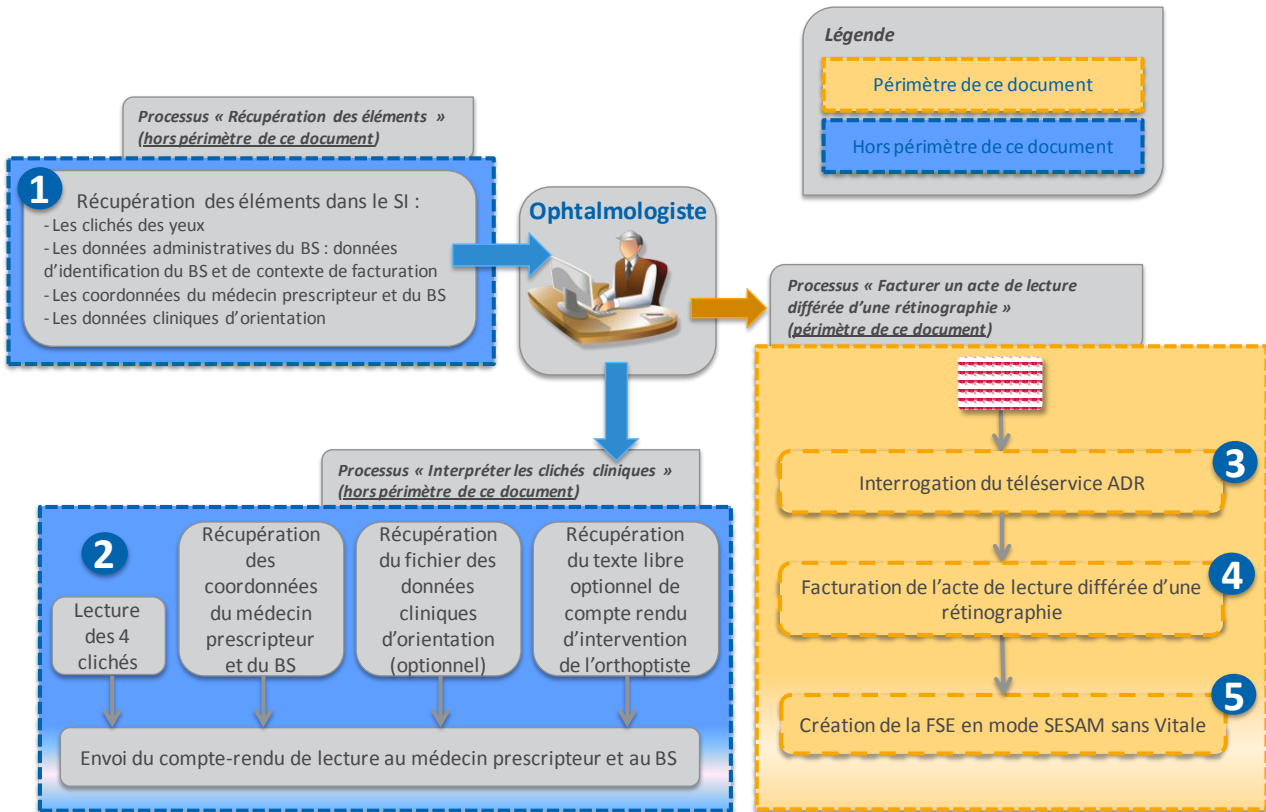 Légende
Périmètre de ce document
Hors périmètre de ce document
Processus « Récupération des éléments »
(hors périmètre de ce document)
1
Récupération des éléments dans le SI :
- Les clichés des yeux
- Les données administratives du BS : données
d'identification du BS et de contexte de facturation
- Les coordonnées du médecin prescripteur et du BS
- Les données cliniques d'orientation
Ophtalmologiste
Processus « Facturer un acte de lecture
différée d'une rétinographie »
(périmètre de ce document)
3
Interrogation du téléservice ADR
4
Facturation de l'acte de lecture différée d'une
rétinographie
5
Création de la FSE en mode SESAM sans Vitale
Processus « Interpréter les clichés cliniques »
(hors périmètre de ce document)
2
Lecture
des 4
clichés
Récupération
des
coordonnées
du médecin
prescripteur
et du BS
Récupération
du fichier des
données
cliniques
d'orientation
(optionnel)
Récupération
du texte libre
optionnel de
compte rendu
d'intervention
de l'orthoptiste
Envoi du compte-rendu de lecture au médecin prescripteur et au BS